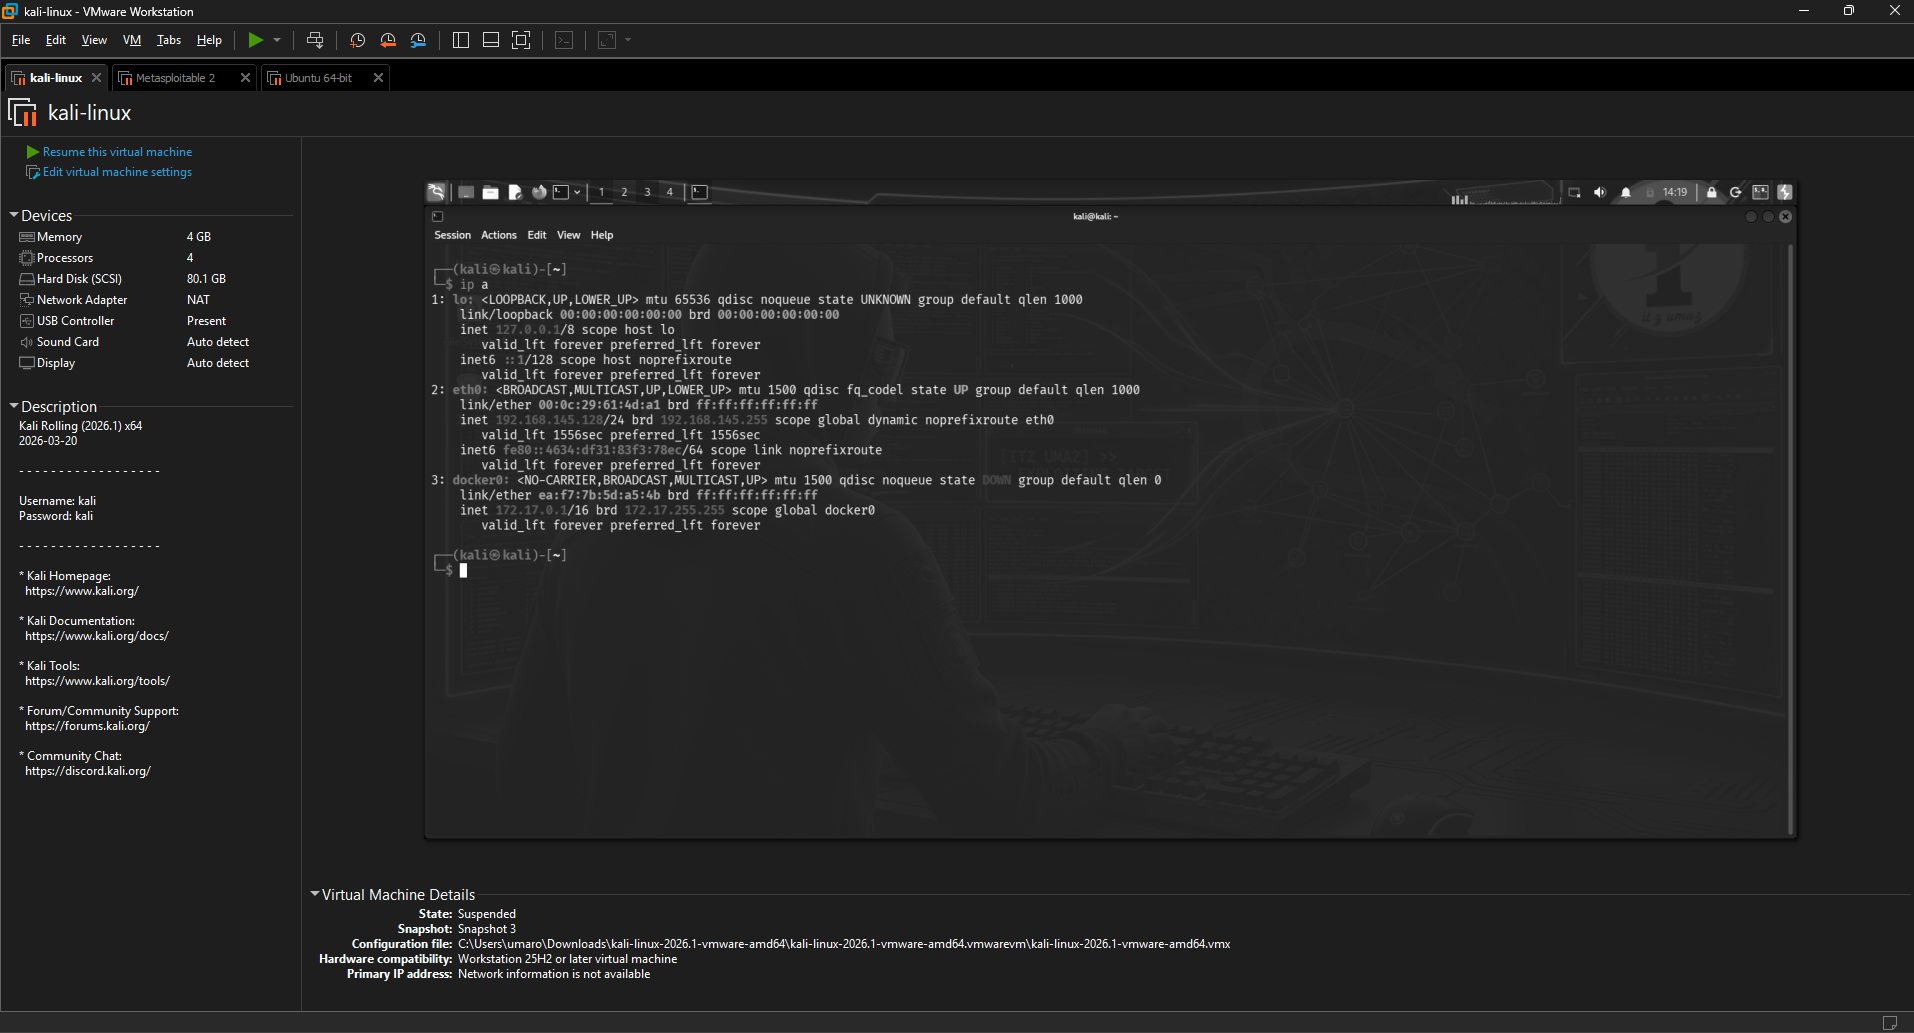 kali-linux - VMware Workstation
File Edit View VM Tabs Help
kali-linux Metasploitable 2 Ubuntu 64-bit
kali-linux
Resume this virtual machine
Edit virtual machine settings
Devices
Memory 4 GB
Processors 4
Hard Disk (SCSI) 80.1 GB
Network Adapter NAT
USB Controller Present
Sound Card Auto detect
Display Auto detect
Description
Kali Rolling (2026.1) x64
2026-03-20
- - - - - - - - - - - - - - - - - -
Username: kali
Password: kali
- - - - - - - - - - - - - - - - - -
* Kali Homepage:
https://www.kali.org/
* Kali Documentation:
https://www.kali.org/docs/
* Kali Tools:
https://www.kali.org/tools/
* Forum/Community Support:
https://forums.kali.org/
* Community Chat:
https://discord.kali.org/
1 2 3 4 14:19
kali@kali: ~
Session Actions Edit View Help
┌──(kali㉿kali)-[~]
└─$ ip a
1: lo: <LOOPBACK,UP,LOWER_UP> mtu 65536 qdisc noqueue state UNKNOWN group default qlen 1000
link/loopback 00:00:00:00:00:00 brd 00:00:00:00:00:00
inet 127.0.0.1/8 scope host lo
valid_lft forever preferred_lft forever
inet6 ::1/128 scope host noprefixroute
valid_lft forever preferred_lft forever
2: eth0: <BROADCAST,MULTICAST,UP,LOWER_UP> mtu 1500 qdisc fq_codel state UP group default qlen 1000
link/ether 00:0c:29:61:4d:a1 brd ff:ff:ff:ff:ff:ff
inet 192.168.145.128/24 brd 192.168.145.255 scope global dynamic noprefixroute eth0
valid_lft 1556sec preferred_lft 1556sec
inet6 fe80::4634:df31:83f3:78ec/64 scope link noprefixroute
valid_lft forever preferred_lft forever
3: docker0: <NO-CARRIER,BROADCAST,MULTICAST,UP> mtu 1500 qdisc noqueue state DOWN group default qlen 0
link/ether ea:f7:7b:5d:a5:4b brd ff:ff:ff:ff:ff:ff
inet 172.17.0.1/16 brd 172.17.255.255 scope global docker0
valid_lft forever preferred_lft forever
┌──(kali㉿kali)-[~]
└─$
itz umaz
[ITZ UMAZ] >>
[ITZ UMAZ]
Virtual Machine Details
State: Suspended
Snapshot: Snapshot 3
Configuration file: C:\Users\umaro\Downloads\kali-linux-2026.1-vmware-amd64\kali-linux-2026.1-vmware-amd64.vmwarevm\kali-linux-2026.1-vmware-amd64.vmx
Hardware compatibility: Workstation 25H2 or later virtual machine
Primary IP address: Network information is not available